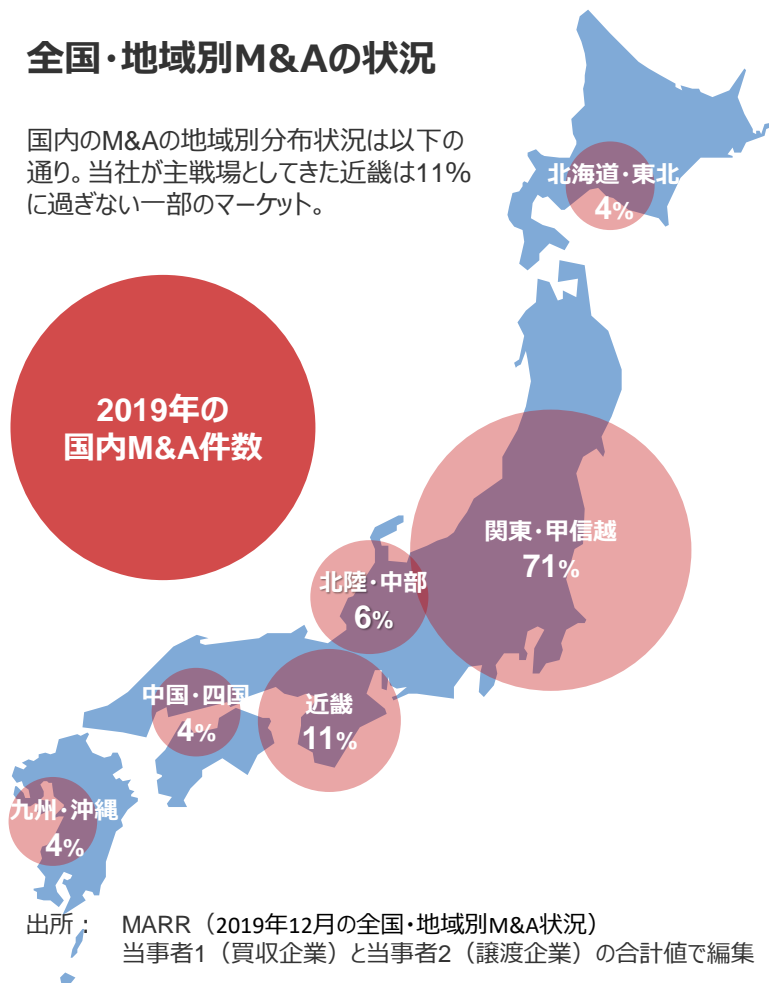 全国・地域別M&Aの状況
国内のM&Aの地域別分布状況は以下の
通り。当社が主戦場としてきた近畿は11%
に過ぎない一部のマーケット。
北海道・東北
4%
2019年の
国内M&A件数
関東・甲信越
71%
北陸・中部
6%
中国・四国
4%
近畿
11%
九州・沖縄
4%
出所： MARR（2019年12月の全国・地域別M&A状況）
当事者1（買収企業）と当事者2（譲渡企業）の合計値で編集